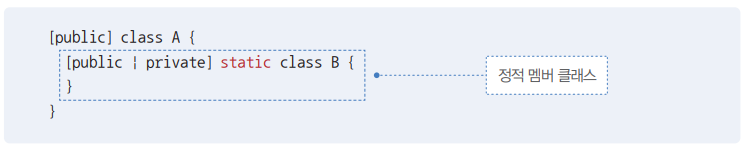 [public] class A {
[public | private] static class B {
} 정적 멤버 클래스
}